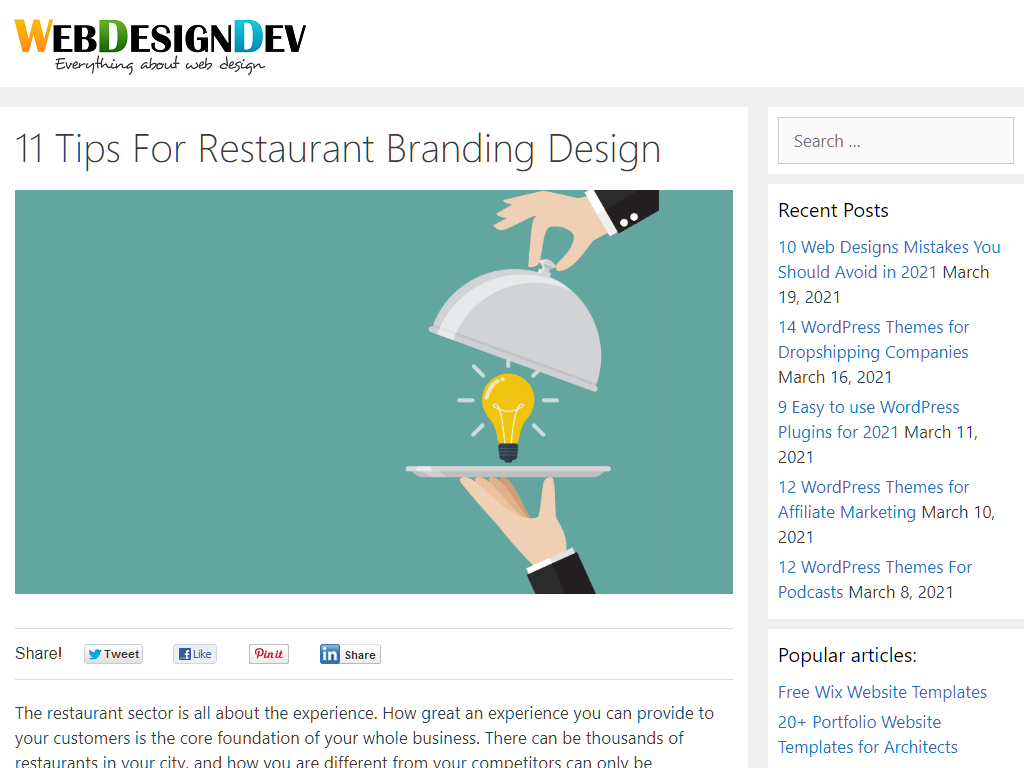 WEBDESIGNDEV
Everything about web design
11 Tips For Restaurant Branding Design
Share!
Tweet
Like
Pin it
in Share
The restaurant sector is all about the experience. How great an experience you can provide to
your customers is the core foundation of your whole business. There can be thousands of
restaurants in your city, and how you are different from your competitors can only be
Search ...
Recent Posts
10 Web Designs Mistakes You
Should Avoid in 2021 March
19, 2021
14 WordPress Themes for
Dropshipping Companies
March 16, 2021
9 Easy to use WordPress
Plugins for 2021 March 11,
2021
12 WordPress Themes for
Affiliate Marketing March 10,
2021
12 WordPress Themes For
Podcasts March 8, 2021
Popular articles:
Free Wix Website Templates
20+ Portfolio Website
Templates for Architects